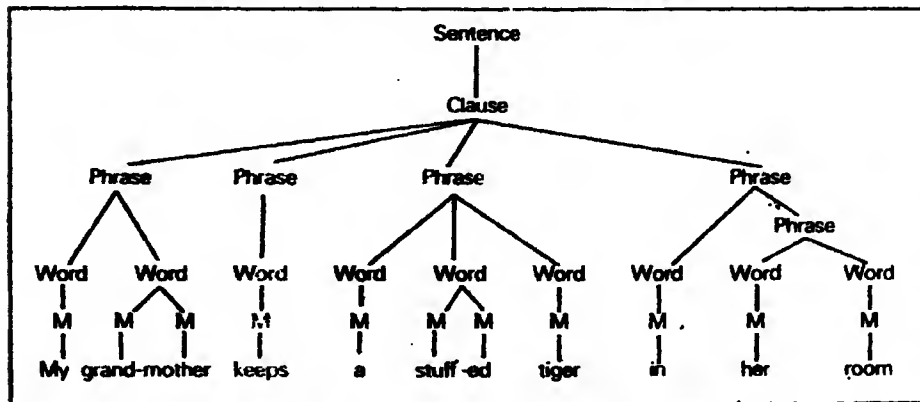 Sentence
Clause
Phrase Phrase Phrase Phrase
Phrase
Word Word Word Word Word Word Word Word Word
M M M M M M M M M M M
My grand-mother keeps a stuff-ed tiger in her room